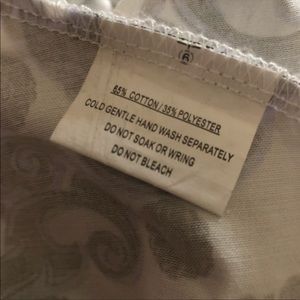 65% COTTON/35% POLYESTER
COLD GENTLE HAND WASH SEPARATELY
DO NOT SOAK OR WRING
DO NOT BLEACH